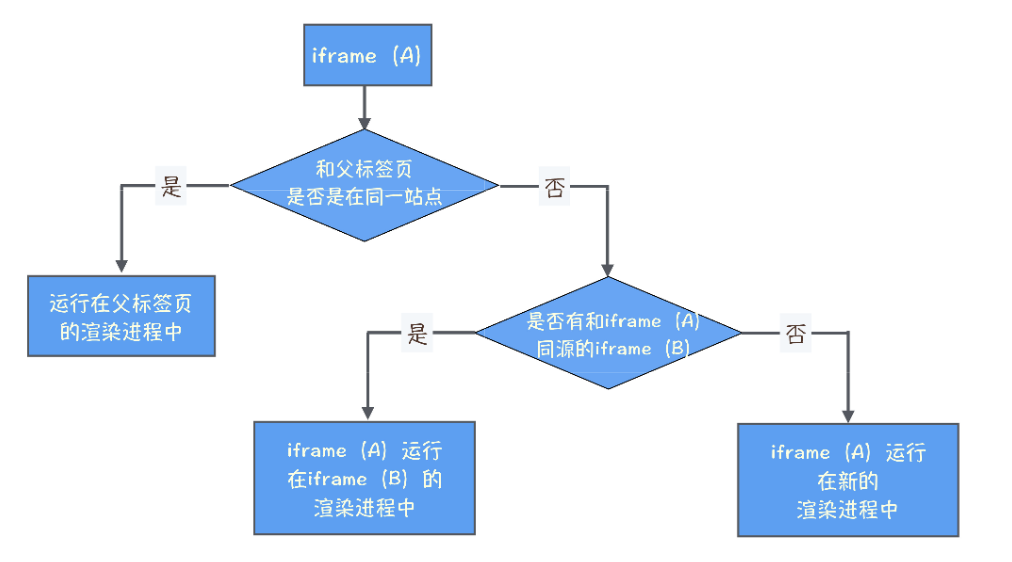 iframe (A)
和父标签页
是否是在同一站点
是
否
运行在父标签页
的渲染进程中
是否有和iframe (A)
同源的iframe (B)
是
否
iframe (A) 运行
在iframe (B) 的
渲染进程中
iframe (A) 运行
在新的
渲染进程中